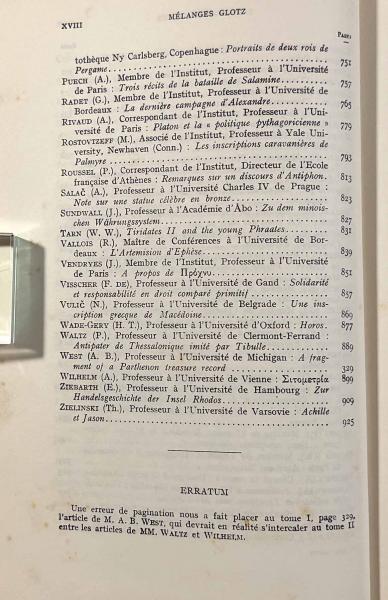 XVIII MÉLANGES GLOTZ
Pages
tothèque Ny Carlsberg, Copenhague : Portraits de deux rois de
Pergame 751
PUECH (A.), Membre de l'Institut, Professeur à l'Université
de Paris : Trois récits de la bataille de Salamine 757
RADET (G.), Membre de l'Institut, Professeur à l'Université de
Bordeaux : La dernière campagne d'Alexandre 765
RIVAUD (A.), Correspondant de l'Institut, Professeur à l'Uni-
versité de Paris : Platon et la « politique pythagoricienne » 779
ROSTOVTZEFF (M.), Associé de l'Institut, Professeur à Yale Uni-
versity, Newhaven (Conn.) : Les inscriptions caravanières de
Palmyre 793
ROUSSEL (P.), Correspondant de l'Institut, Directeur de l'Ecole
française d'Athènes : Remarques sur un discours d'Antiphon. 813
SALAČ (A.), Professeur à l'Université Charles IV de Prague :
Note sur une statue célèbre en bronze 823
SUNDWALL (J.), Professeur à l'Académie d'Åbo : Zu dem minois-
chen Währungssystem 827
TARN (W. W.), Tiridates II and the young Phraates 831
VALLOIS (R.), Maître de Conférences à l'Université de Bor-
deaux : L'Artemision d'Ephèse 839
VENDRYES (J.), Membre de l'Institut, Professeur à l'Université
de Paris : A propos de Πρόχνυ 851
VISSCHER (F. DE), Professeur à l'Université de Gand : Solidarité
et responsabilité en droit comparé primitif 857
VULIČ (N.), Professeur à l'Université de Belgrade : Une ins-
cription grecque de Macédoine 869
WADE-GERY (H. T.), Professeur à l'Université d'Oxford : Horos. 877
WALTZ (P.), Professeur à l'Université de Clermont-Ferrand :
Antipater de Thessalonique imité par Tibulle 889
WEST (A. B.), Professeur à l'Université de Michigan : A frag-
ment of a Parthenon treasure record 329
WILHELM (A.), Professeur à l'Université de Vienne : Σιτομετρία 899
ZIEBARTH (E.), Professeur à l'Université de Hambourg : Zur
Handelsgeschichte der Insel Rhodos 909
ZIELINSKI (Th.), Professeur à l'Université de Varsovie : Achille
et Jason 925
ERRATUM
Une erreur de pagination nous a fait placer au tome I, page 329,
l'article de M. A. B. WEST, qui devrait en réalité s'intercaler au tome II
entre les articles de MM. WALTZ et WILHELM.